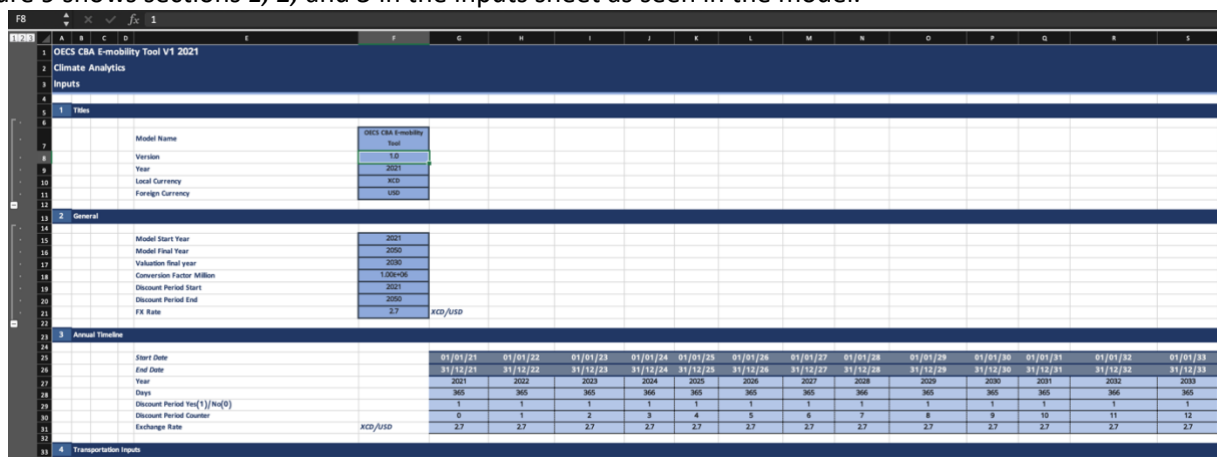 are 3 shows sections 1, 2, and 3 in the inputs sheet as seen in the model.
F8 fx 1
1 2 3 A B C D E F G H I J K L M N O P Q R S
1 OECS CBA E-mobility Tool V1 2021
2 Climate Analytics
3 Inputs
4
5 1 Titles
6
7 Model Name OECS CBA E-mobility Tool
8 Version 1.0
9 Year 2021
10 Local Currency XCD
11 Foreign Currency USD
12
13 2 General
14
15 Model Start Year 2021
16 Model Final Year 2050
17 Valuation final year 2030
18 Conversion Factor Million 1.00E+06
19 Discount Period Start 2021
20 Discount Period End 2050
21 FX Rate 2.7 XCD/USD
22
23 3 Annual Timeline
24
25 Start Date 01/01/21 01/01/22 01/01/23 01/01/24 01/01/25 01/01/26 01/01/27 01/01/28 01/01/29 01/01/30 01/01/31 01/01/32 01/01/33
26 End Date 31/12/21 31/12/22 31/12/23 31/12/24 31/12/25 31/12/26 31/12/27 31/12/28 31/12/29 31/12/30 31/12/31 31/12/32 31/12/33
27 Year 2021 2022 2023 2024 2025 2026 2027 2028 2029 2030 2031 2032 2033
28 Days 365 365 365 366 365 365 365 366 365 365 365 366 365
29 Discount Period Yes(1)/No(0) 1 1 1 1 1 1 1 1 1 1 1 1 1
30 Discount Period Counter 0 1 2 3 4 5 6 7 8 9 10 11 12
31 Exchange Rate XCD/USD 2.7 2.7 2.7 2.7 2.7 2.7 2.7 2.7 2.7 2.7 2.7 2.7 2.7
32
33 4 Transportation Inputs